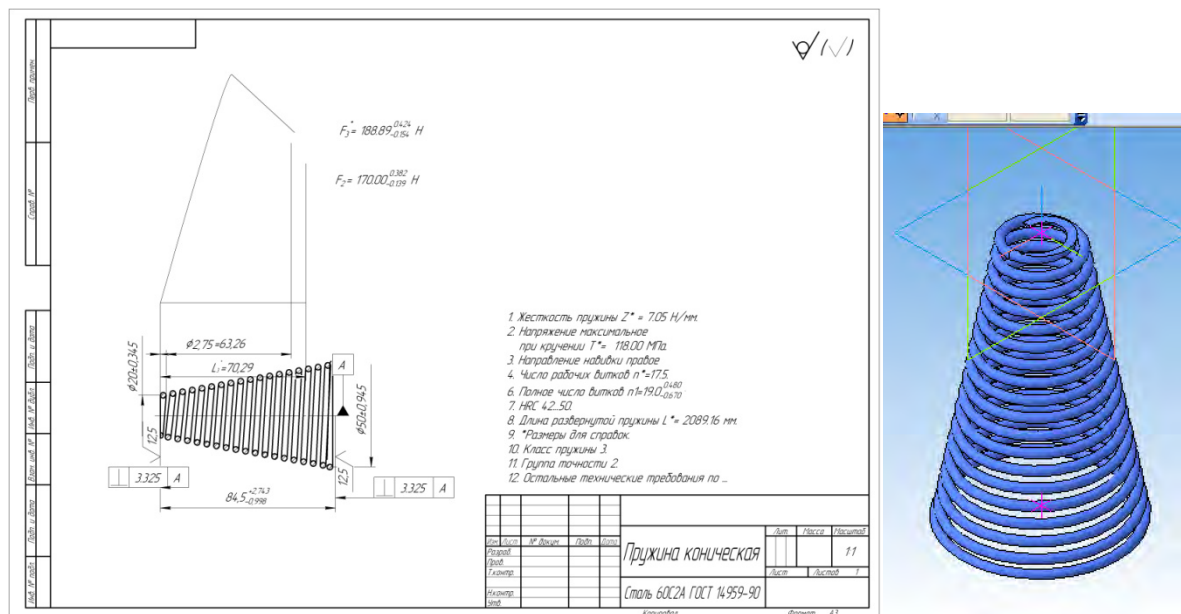 Перв. примен.
Справ. №
Подп. и дата
Инв. № дубл.
Взам. инв. №
Подп. и дата
Инв. № подл.
F₃* = 188.89 0.424 -0.154 Н
F₂ = 170.00 0.382 -0.139 Н
∅20±0,345
∅2,75=63,26
L₁*=70,29
А
∅50±0,945
12,5
12,5
⊥ 3.325 А
⊥ 3.325 А
84,5 +2,743 -0,998
1. Жесткость пружины Z* = 7.05 Н/мм.
2. Напряжение максимальное
при кручении Т*= 118.00 МПа.
3. Направление навивки правое
4. Число рабочих витков n*=17.5.
6. Полное число витков n1=19.0 0.480 -0.670
7. HRC 42...50.
8. Длина развернутой пружины L*= 2089.16 мм.
9. *Размеры для справок.
10. Класс пружины 3.
11. Группа точности 2.
12. Остальные технические требования по ...
Изм. Лист № докум. Подп. Дата
Разраб.
Пров.
Т.контр.
Н.контр.
Утв.
Пружина коническая
Сталь 60С2А ГОСТ 14959-90
Лит. Масса Масштаб
1:1
Лист Листов 1
Копировал Формат А3